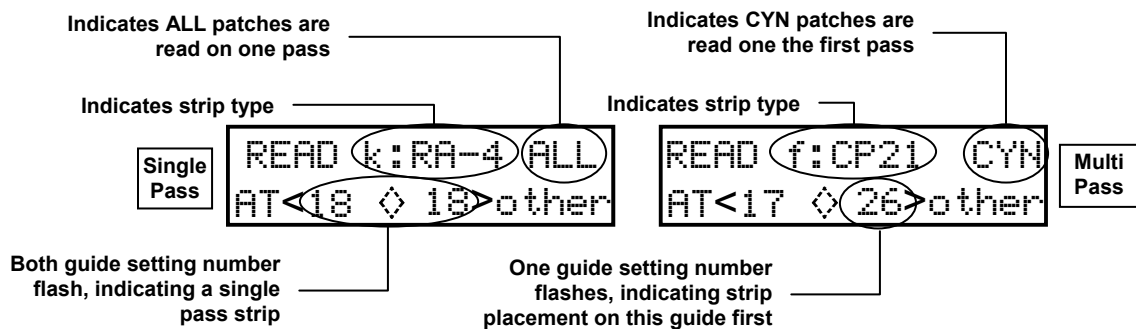 Indicates ALL patches are
read on one pass
Indicates strip type
Single
Pass
READ k:RA-4 ALL
AT<18 ◊ 18>other
Both guide setting number
flash, indicating a single
pass strip
Indicates CYN patches are
read one the first pass
Indicates strip type
READ f:CP21 CYN
AT<17 ◊ 26>other
Multi
Pass
One guide setting number
flashes, indicating strip
placement on this guide first